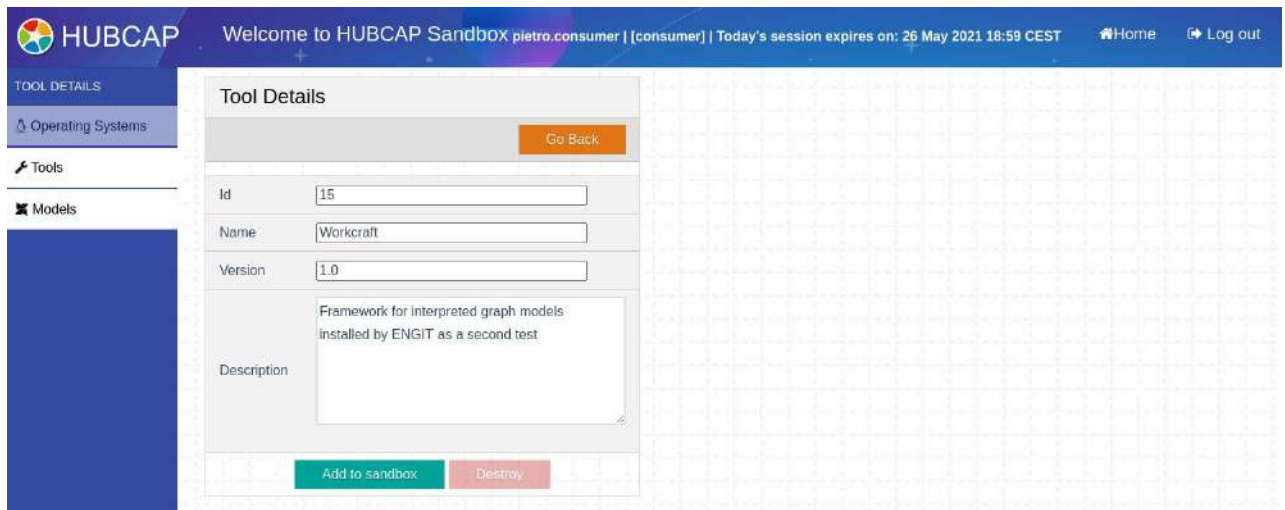 HUBCAP
Welcome to HUBCAP Sandbox pietro.consumer | [consumer] | Today's session expires on: 26 May 2021 18:59 CEST
Home
Log out
TOOL DETAILS
Operating Systems
Tools
Models
Tool Details
Go Back
Id
15
Name
Workcraft
Version
1.0
Description
Framework for interpreted graph models
installed by ENGIT as a second test
Add to sandbox
Destroy